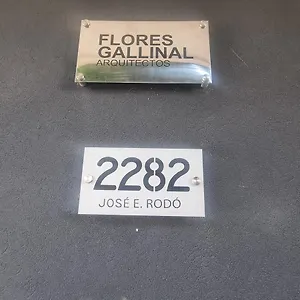 FLORES
GALLINAL
ARQUITECTOS
2282
JOSÉ E. RODÓ